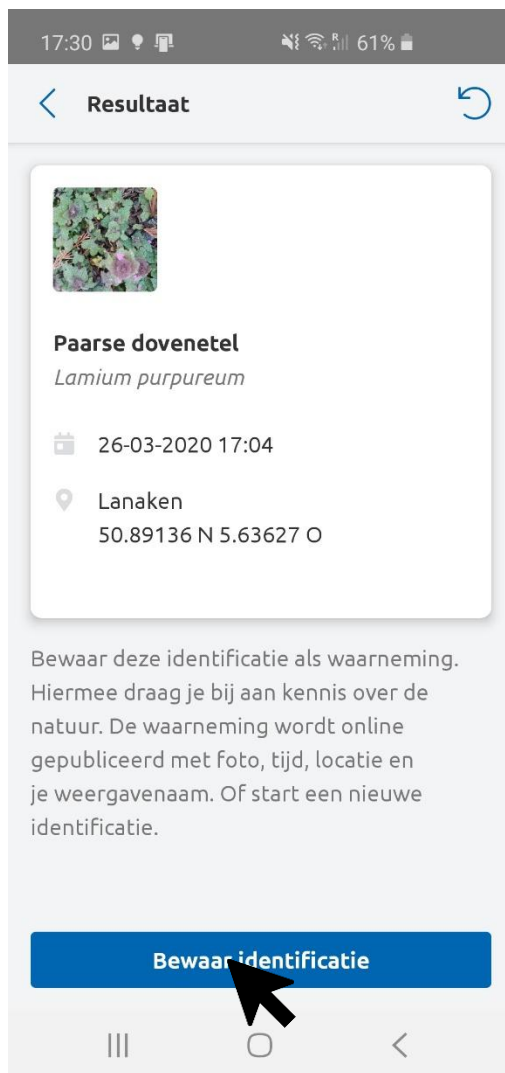 17:30 61%
Resultaat
Paarse dovenetel
Lamium purpureum
26-03-2020 17:04
Lanaken
50.89136 N 5.63627 O
Bewaar deze identificatie als waarneming.
Hiermee draag je bij aan kennis over de
natuur. De waarneming wordt online
gepubliceerd met foto, tijd, locatie en
je weergavenaam. Of start een nieuwe
identificatie.
Bewaar identificatie